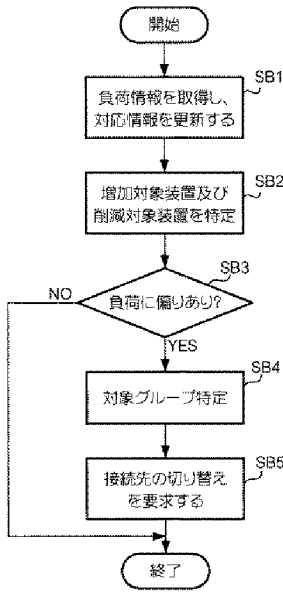 開始
SB1
負荷情報を取得し、
対応情報を更新する
SB2
増加対象装置及び
削減対象装置を特定
SB3
負荷に偏りあり?
NO
YES
SB4
対象グループ特定
SB5
接続先の切り替え
を要求する
終了